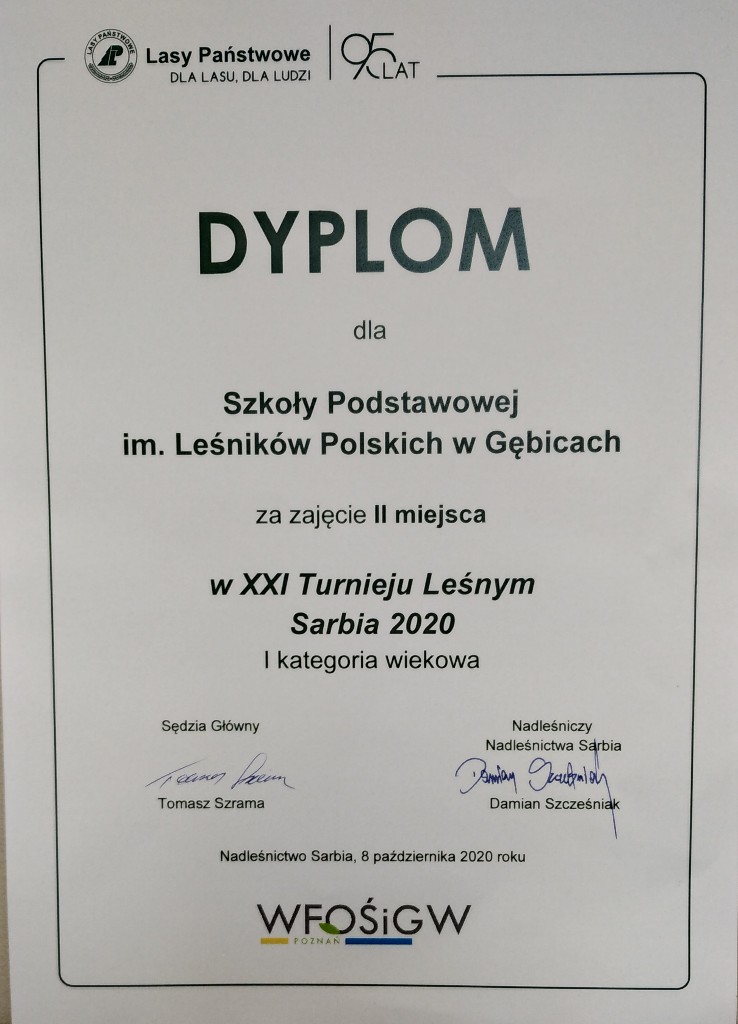 LASY PAŃSTWOWE
Lasy Państwowe
DLA LASU, DLA LUDZI
95 LAT
DYPLOM
dla
Szkoły Podstawowej
im. Leśników Polskich w Gębicach
za zajęcie II miejsca
w XXI Turnieju Leśnym
Sarbia 2020
I kategoria wiekowa
Sędzia Główny
Tomasz Szrama
Nadleśniczy
Nadleśnictwa Sarbia
Damian Szcześniak
Nadleśnictwo Sarbia, 8 października 2020 roku
WFOŚiGW
POZNAŃ